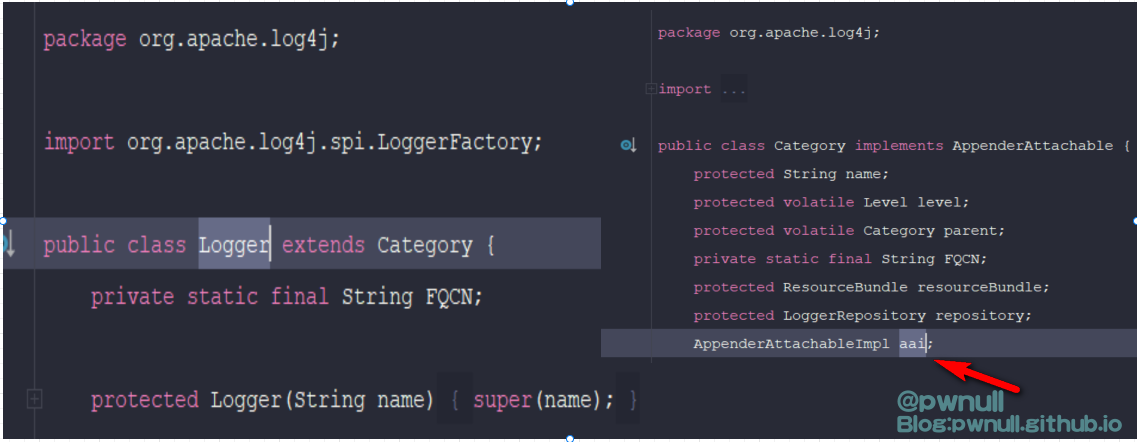 package org.apache.log4j;
import org.apache.log4j.spi.LoggerFactory;
public class Logger extends Category {
private static final String FQCN;
protected Logger(String name) { super(name); }
package org.apache.log4j;
import ...
public class Category implements AppenderAttachable {
protected String name;
protected volatile Level level;
protected volatile Category parent;
private static final String FQCN;
protected ResourceBundle resourceBundle;
protected LoggerRepository repository;
AppenderAttachableImpl aai;
@pwnull
Blog:pwnull.github.io